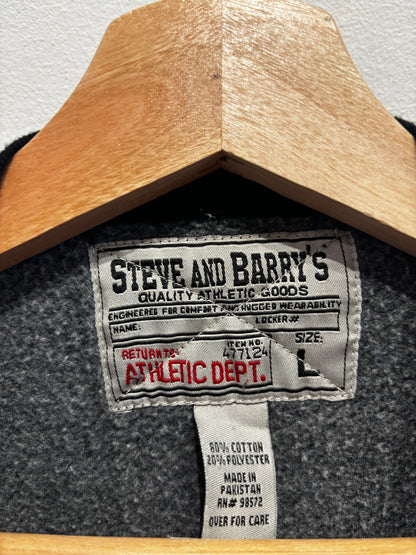 STEVE AND BARRY'S
QUALITY ATHLETIC GOODS
ENGINEERED FOR COMFORT AND RUGGED WEARABILITY
NAME: LOCKER#
RETURN TO: ITEM NO. SIZE:
ATHLETIC DEPT. 477124 L
80% COTTON
20% POLYESTER
MADE IN
PAKISTAN
RN# 98572
OVER FOR CARE